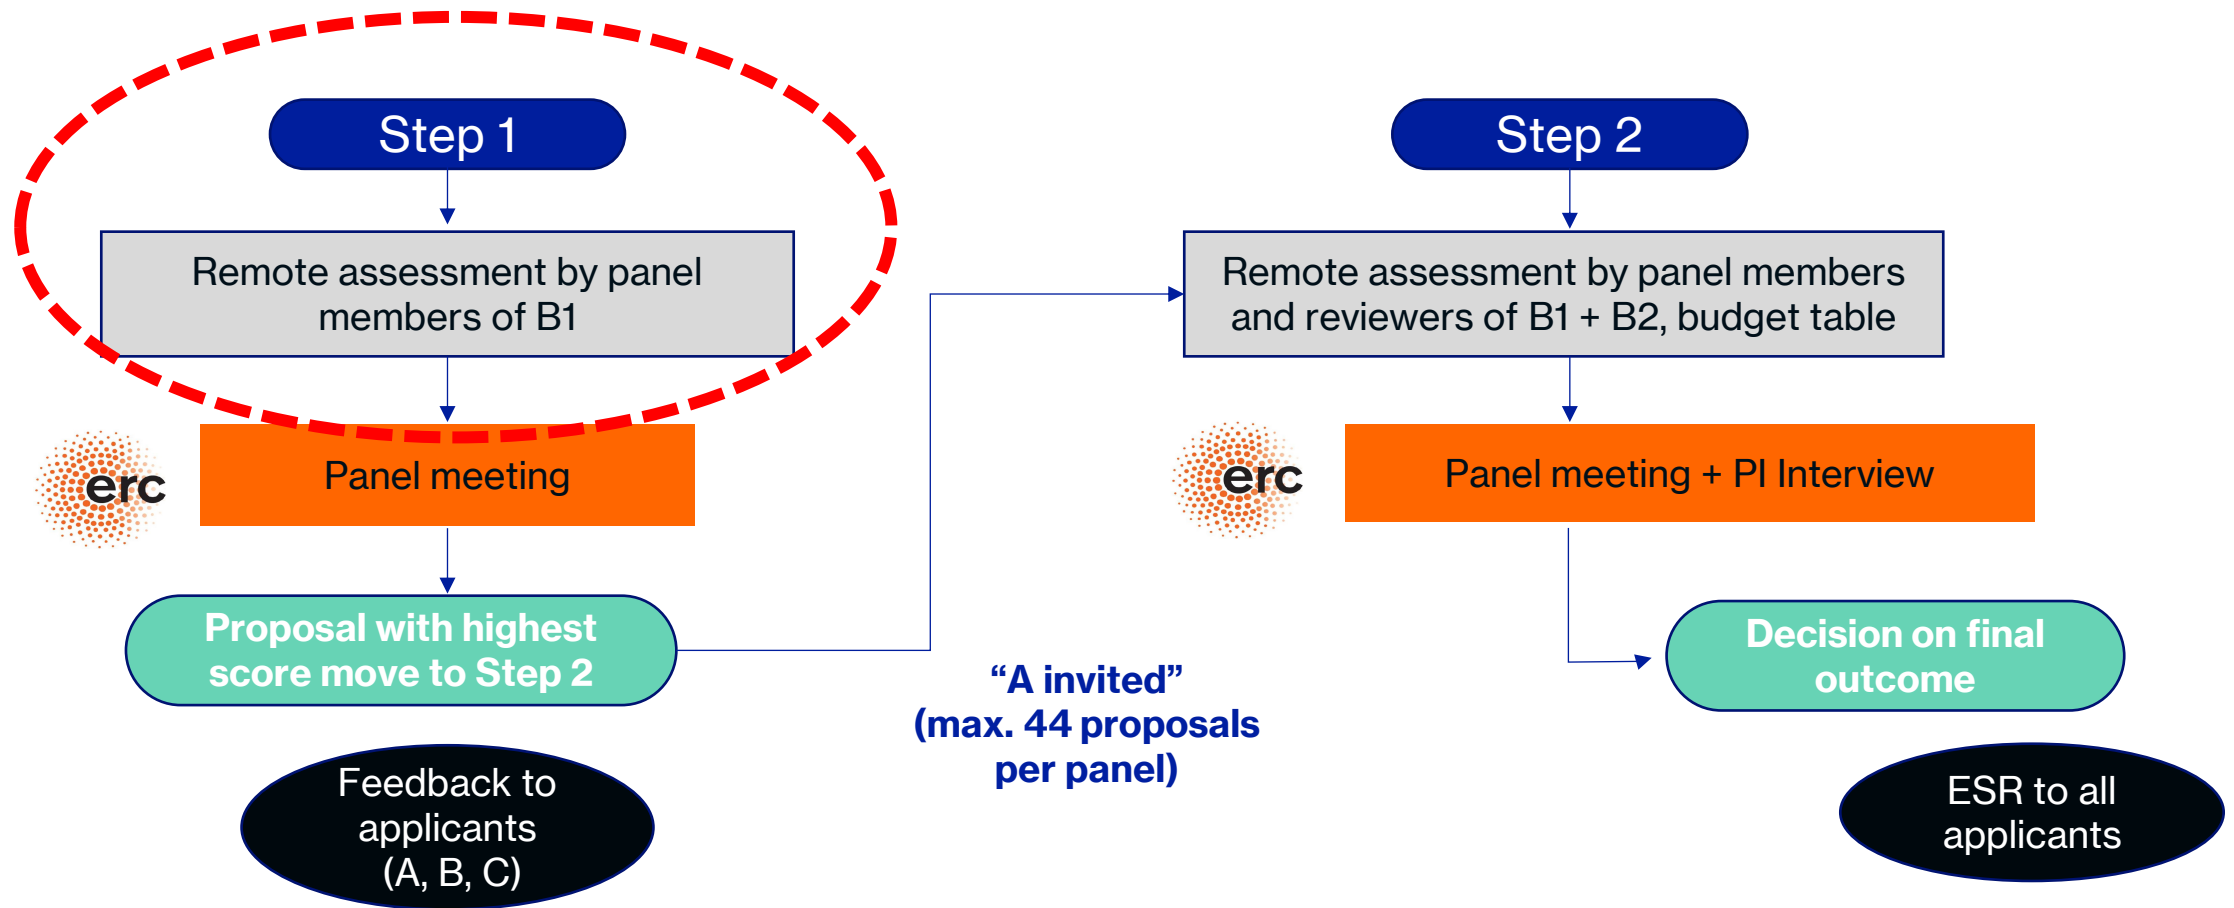 Step 1
Remote assessment by panel
members of B1
erc
Panel meeting
Proposal with highest
score move to Step 2
Feedback to
applicants
(A, B, C)
“A invited”
(max. 44 proposals
per panel)
Step 2
Remote assessment by panel members
and reviewers of B1 + B2, budget table
erc
Panel meeting + PI Interview
Decision on final
outcome
ESR to all
applicants